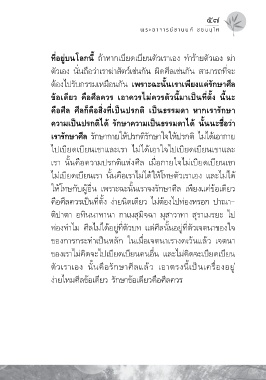 ๕๗
พระอาจารย์ชานนท์ ชยนนฺโท
ที่อยู่บนโลกนี้ ถ้าหากเบียดเบียนตัวเราเอง ทำร้ายตัวเอง ฆ่า
ตัวเอง นั่นถือว่าเราฆ่าสัตว์เช่นกัน ผิดศีลเช่นกัน สามารถที่จะ
ต้องไปรับกรรมเหมือนกัน เพราะฉะนั้นเราเพียงแค่รักษาศีล
ข้อเดียว คือศีลควร เอาควรไม่ควรตัวนี้มาเป็นที่ตั้ง นี้นะ
คือศีล ศีลก็คือสิ่งที่เป็นปรกติ เป็นธรรมดา หากเรารักษา
ความเป็นปรกติได้ รักษาความเป็นธรรมดาได้ นั้นนะชื่อว่า
เรารักษาศีล รักษากายให้ปรกติรักษาใจให้ปรกติ ไม่ได้เอากาย
ไปเบียดเบียนเขาและเรา ไม่ได้เอาใจไปเบียดเบียนเขาและ
เรา นั้นคือความปรกติแห่งศีล เมื่อกายใจไม่เบียดเบียนเขา
ไม่เบียดเบียนเรา นั้นคือเราไม่ได้ให้โทษตัวเราเอง และไม่ได้
ให้โทษกับผู้อื่น เพราะฉะนั้นเราจงรักษาศีล เพียงแค่ข้อเดียว
คือศีลควรเป็นที่ตั้ง ง่ายนิดเดียว ไม่ต้องไปท่องหรอก ปาณา-
ติปาตา อทินนาทานา กาเมสุมิจฉา มุสาวาทา สุราเมรยะ ไป
ท่องทำไม ศีลไม่ได้อยู่ที่ตัวบท แต่ศีลนั้นอยู่ที่ตัวเจตนาของใจ
ของการกระทำเป็นหลัก ในเมื่อเจตนาเรางดเว้นแล้ว เจตนา
ของเราไม่คิดจะไปเบียดเบียนคนอื่น และไม่คิดจะเบียดเบียน
ตัวเราเอง นั้นคือรักษาศีลแล้ว เอาตรงนี้เป็นเครื่องอยู่
ง่ายไหมศีลข้อเดียว รักษาข้อเดียวคือศีลควร